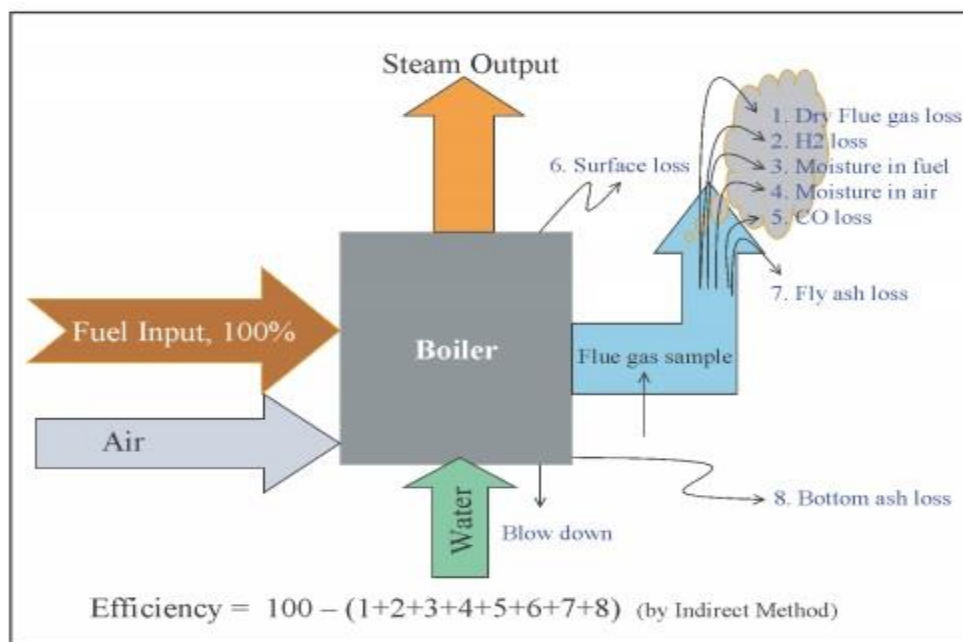 Steam Output
1. Dry Flue gas loss
2. H2 loss
3. Moisture in fuel
4. Moisture in air
5. CO loss
6. Surface loss
7. Fly ash loss
Fuel Input, 100%
Boiler
Flue gas sample
Air
Water
Blow down
8. Bottom ash loss
Efficiency = 100 – (1+2+3+4+5+6+7+8) (by Indirect Method)